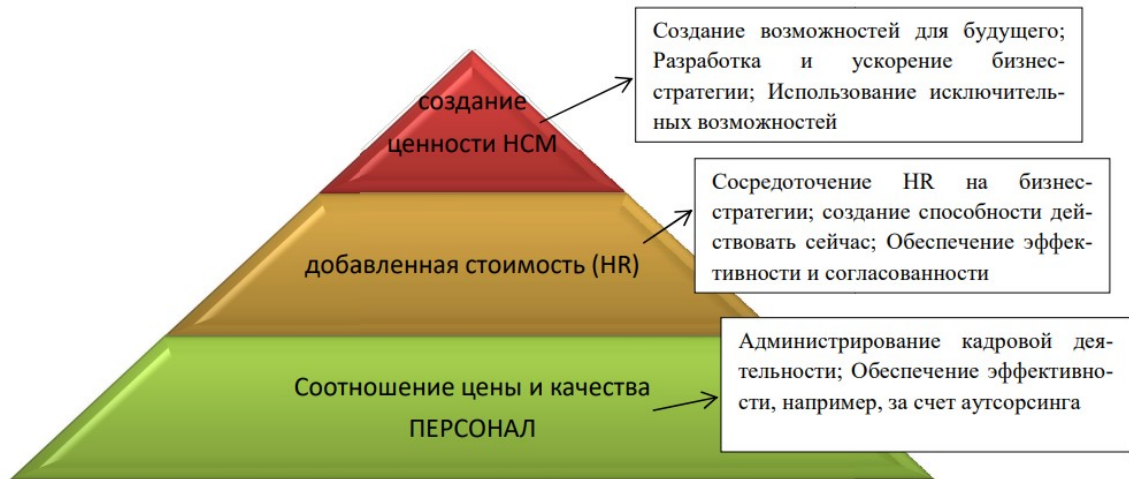 создание
ценности HCM
Создание возможностей для будущего;
Разработка и ускорение бизнес-
стратегии; Использование исключитель-
ных возможностей
добавленная стоимость (HR)
Сосредоточение HR на бизнес-
стратегии; создание способности дей-
ствовать сейчас; Обеспечение эффек-
тивности и согласованности
Соотношение цены и качества
ПЕРСОНАЛ
Администрирование кадровой дея-
тельности; Обеспечение эффективно-
сти, например, за счет аутсорсинга